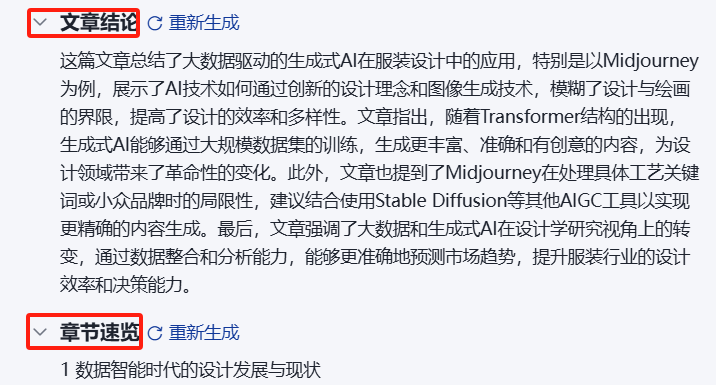 文章结论 重新生成
这篇文章总结了大数据驱动的生成式AI在服装设计中的应用，特别是以Midjourney
为例，展示了AI技术如何通过创新的设计理念和图像生成技术，模糊了设计与绘画
的界限，提高了设计的效率和多样性。文章指出，随着Transformer结构的出现，
生成式AI能够通过大规模数据集的训练，生成更丰富、准确和有创意的内容，为设
计领域带来了革命性的变化。此外，文章也提到了Midjourney在处理具体工艺关键
词或小众品牌时的局限性，建议结合使用Stable Diffusion等其他AIGC工具以实现
更精确的内容生成。最后，文章强调了大数据和生成式AI在设计学研究视角上的转
变，通过数据整合和分析能力，能够更准确地预测市场趋势，提升服装行业的设计
效率和决策能力。
章节速览 重新生成
1 数据智能时代的设计发展与现状